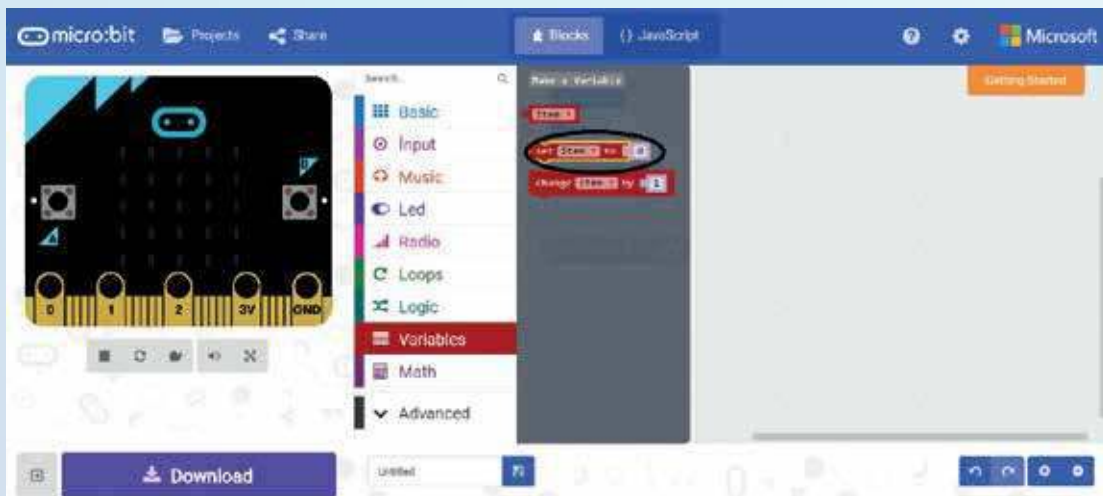 micro:bit Projects Share Blocks {} JavaScript Microsoft
Getting Started
Search... Make a Variable
Basic
Input
Music
Led
Radio
Loops
Logic
Variables
Math
Advanced
item
set item to 0
change item by 1
0 1 2 3V GND
Download
Untitled